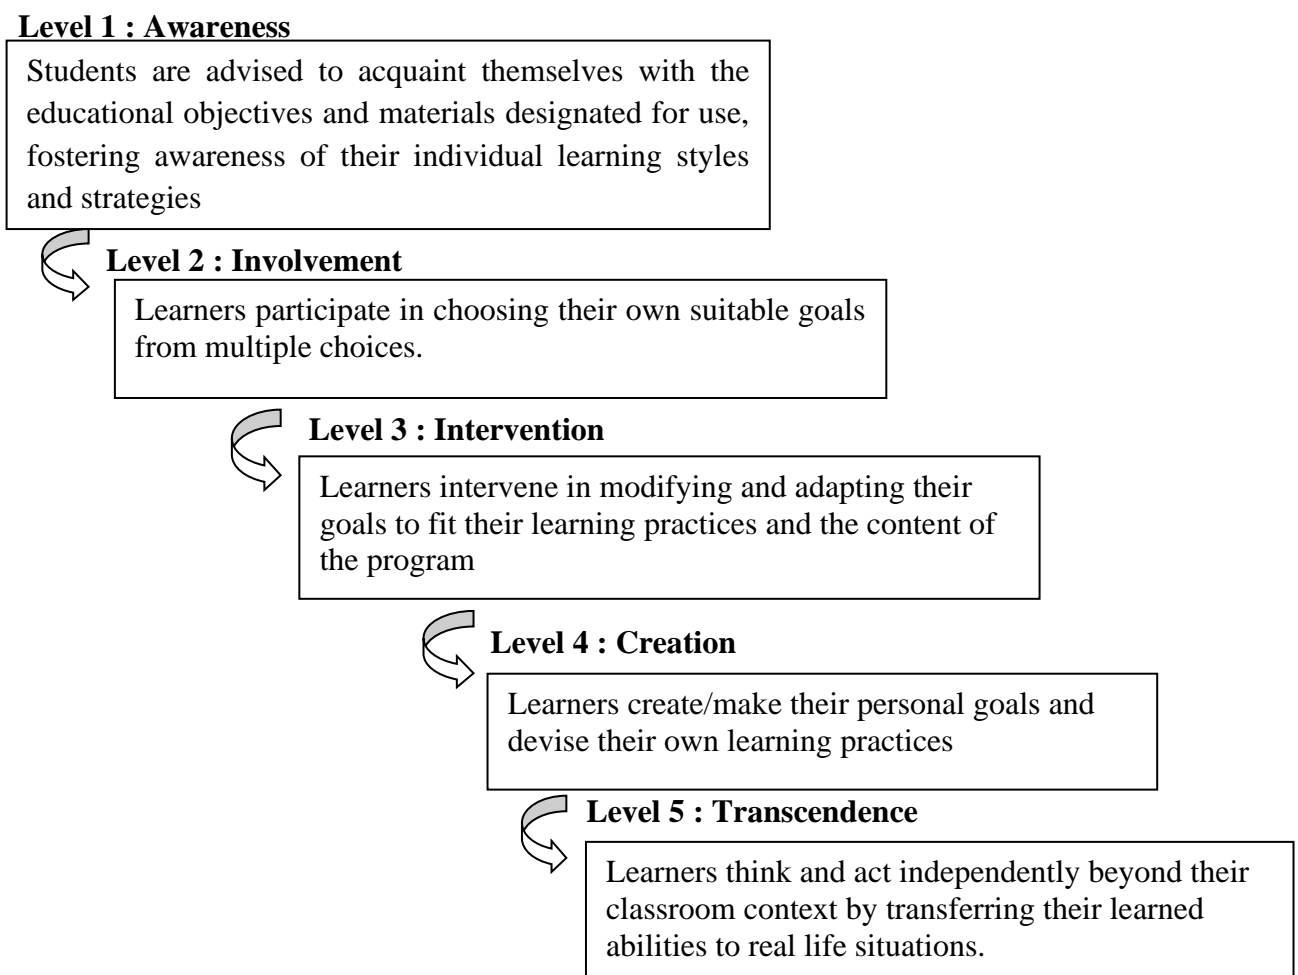 Level 1 : Awareness
Students are advised to acquaint themselves with the
educational objectives and materials designated for use,
fostering awareness of their individual learning styles
and strategies
Level 2 : Involvement
Learners participate in choosing their own suitable goals
from multiple choices.
Level 3 : Intervention
Learners intervene in modifying and adapting their
goals to fit their learning practices and the content of
the program
Level 4 : Creation
Learners create/make their personal goals and
devise their own learning practices
Level 5 : Transcendence
Learners think and act independently beyond their
classroom context by transferring their learned
abilities to real life situations.